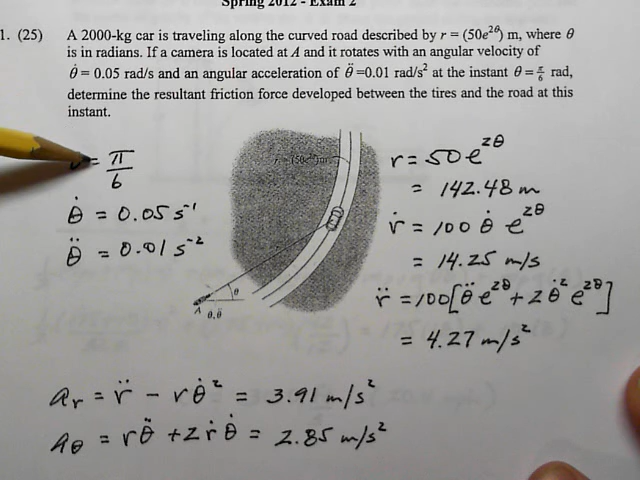 Spring 2012 - Exam 2
1. (25) A 2000-kg car is traveling along the curved road described by r = (50e^{2θ}) m, where θ
is in radians. If a camera is located at A and it rotates with an angular velocity of
θ̇ = 0.05 rad/s and an angular acceleration of θ̈ =0.01 rad/s² at the instant θ = π/6 rad,
determine the resultant friction force developed between the tires and the road at this
instant.
= π/6
θ̇ = 0.05 s⁻¹
θ̈ = 0.01 s⁻²
r = (50e^{2θ}) m
θ
A
θ̇, θ̈
r = 50e^{2θ}
= 142.48 m
ṙ = 100 θ̇ e^{2θ}
= 14.25 m/s
r̈ = 100[θ̈ e^{2θ} + 2 θ̇² e^{2θ}]
= 4.27 m/s²
a_r = r̈ - rθ̇² = 3.91 m/s²
a_θ = rθ̈ + 2ṙθ̇ = 2.85 m/s²